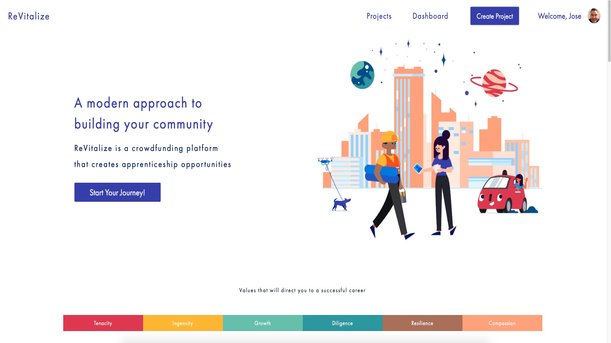 ReVitalize
Projects
Dashboard
Create Project
Welcome, Jose
A modern approach to
building your community
ReVitalize is a crowdfunding platform
that creates apprenticeship opportunities
Start Your Journey!
Values that will direct you to a successful career
Tenacity
Ingenuity
Growth
Diligence
Resilience
Compassion